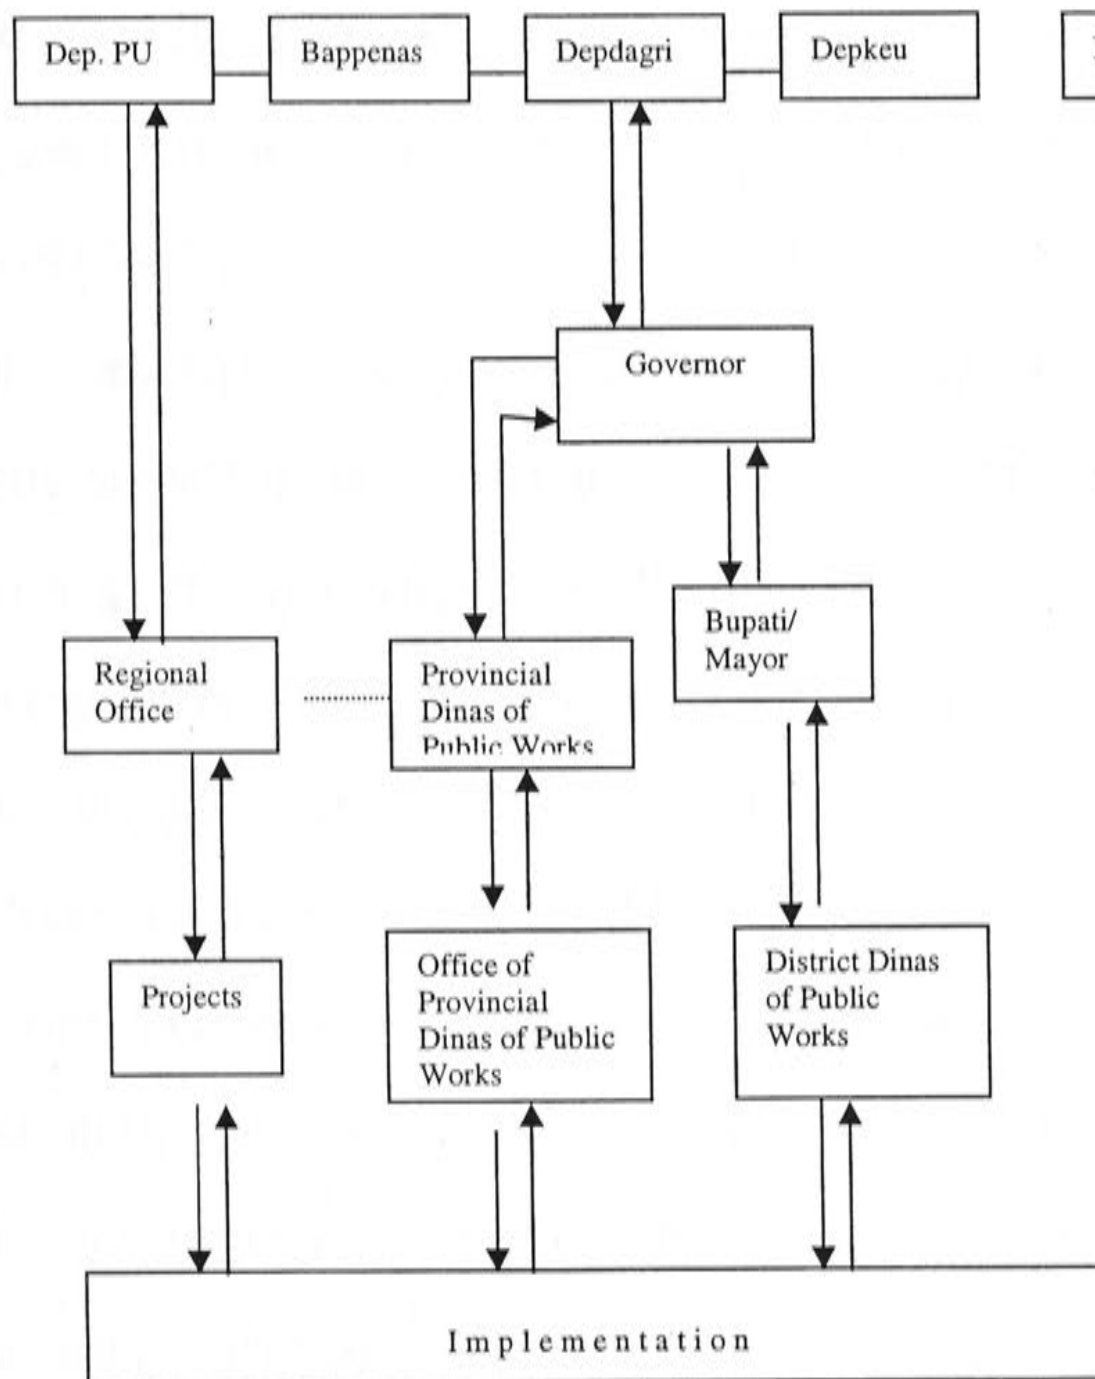 Dep. PU
Bappenas
Depdagri
Depkeu
Governor
Bupati/
Mayor
Regional
Office
Provincial
Dinas of
Public Works
Projects
Office of
Provincial
Dinas of Public
Works
District Dinas
of Public
Works
Implementation